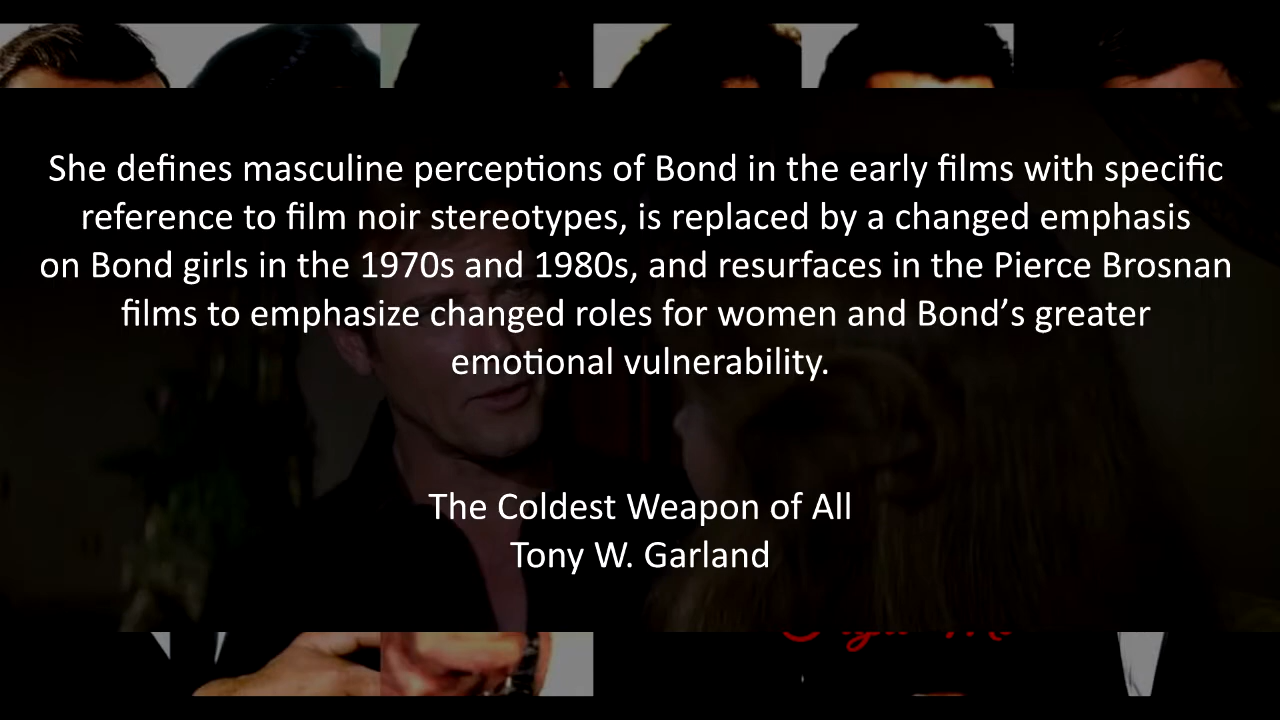 She defines masculine perceptions of Bond in the early films with specific
reference to film noir stereotypes, is replaced by a changed emphasis
on Bond girls in the 1970s and 1980s, and resurfaces in the Pierce Brosnan
films to emphasize changed roles for women and Bond’s greater
emotional vulnerability.
The Coldest Weapon of All
Tony W. Garland